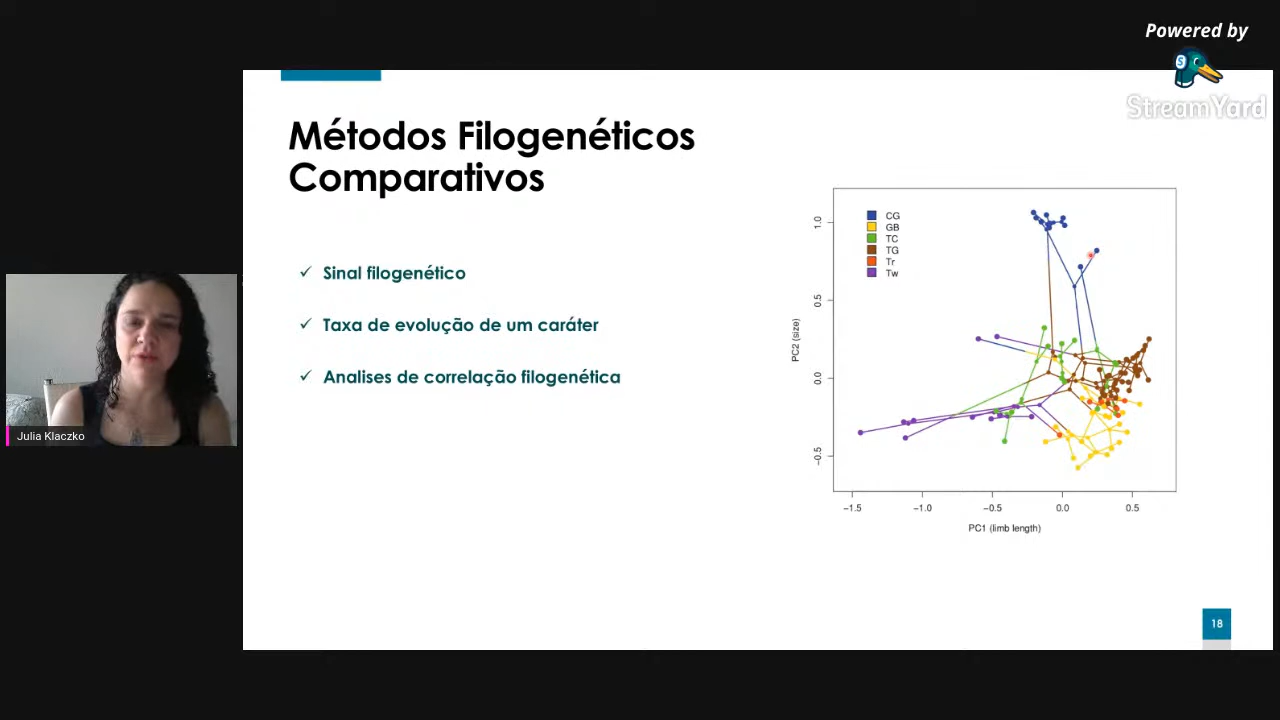 Powered by
StreamYard
Métodos Filogenéticos
Comparativos
✓ Sinal filogenético
✓ Taxa de evolução de um caráter
✓ Analises de correlação filogenética
CG
GB
TC
TG
Tr
Tw
1.0
0.5
0.0
−0.5
PC2 (size)
−1.5 −1.0 −0.5 0.0 0.5
PC1 (limb length)
Julia Klaczko
18